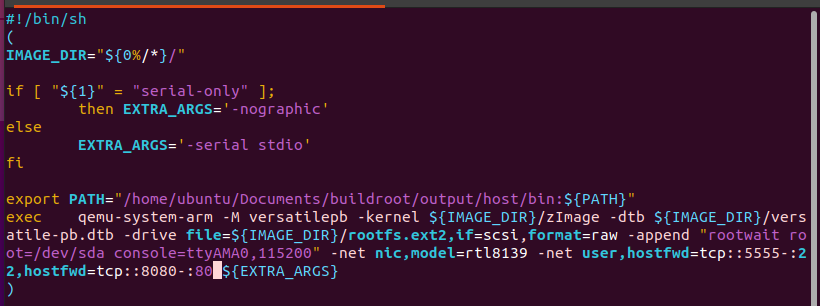 #!/bin/sh
(
IMAGE_DIR="${0%/*}/"
if [ "${1}" = "serial-only" ];
then EXTRA_ARGS='-nographic'
else
EXTRA_ARGS='-serial stdio'
fi
export PATH="/home/ubuntu/Documents/buildroot/output/host/bin:${PATH}"
exec qemu-system-arm -M versatilepb -kernel ${IMAGE_DIR}/zImage -dtb ${IMAGE_DIR}/vers
atile-pb.dtb -drive file=${IMAGE_DIR}/rootfs.ext2,if=scsi,format=raw -append "rootwait ro
ot=/dev/sda console=ttyAMA0,115200" -net nic,model=rtl8139 -net user,hostfwd=tcp::5555-:2
2,hostfwd=tcp::8080-:80 ${EXTRA_ARGS}
)